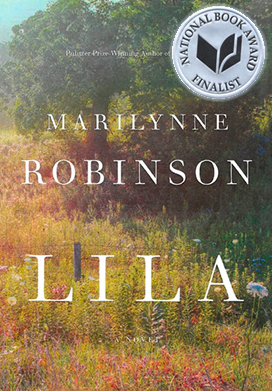 NATIONAL BOOK AWARD
FINALIST
Pulitzer Prize-Winning Author of
MARILYNNE
ROBINSON
LILA
A NOVEL